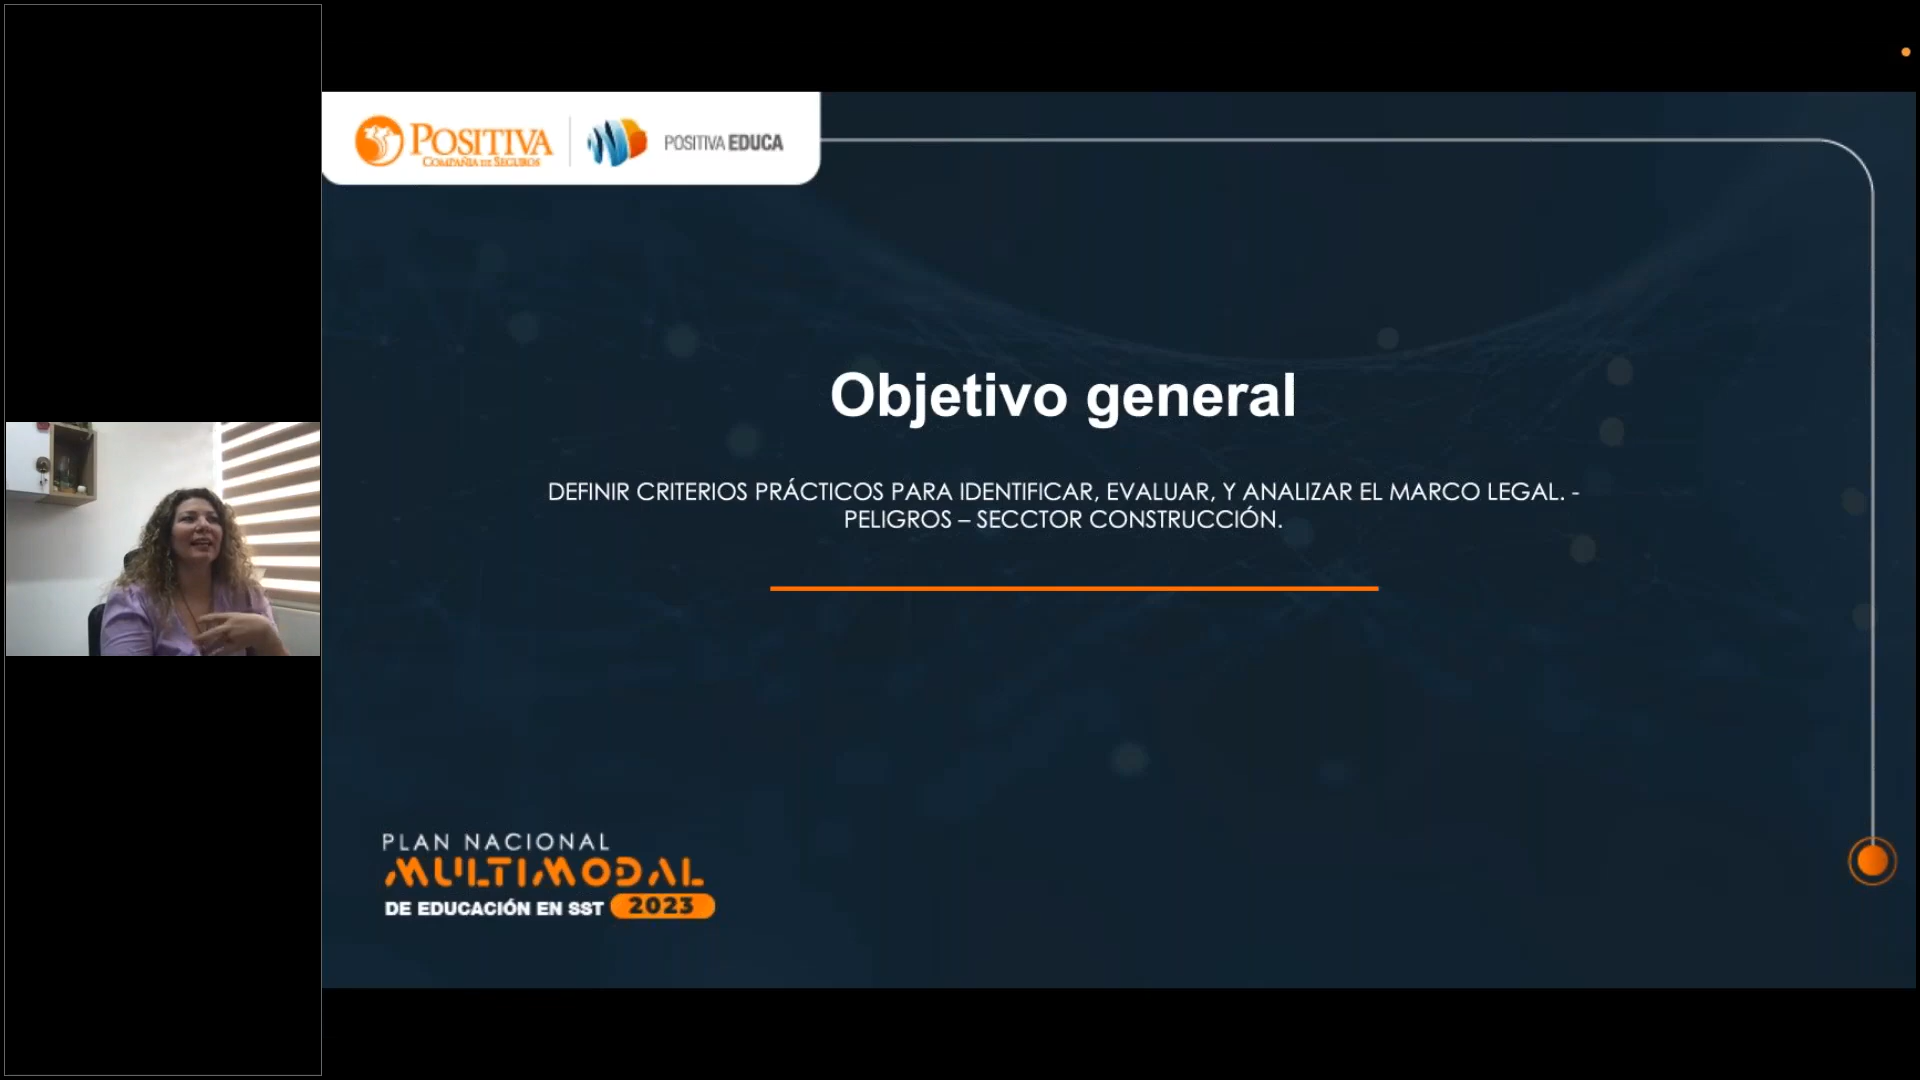 POSITIVA
COMPAÑIA DE SEGUROS
POSITIVA EDUCA
Objetivo general
DEFINIR CRITERIOS PRÁCTICOS PARA IDENTIFICAR, EVALUAR, Y ANALIZAR EL MARCO LEGAL. -
PELIGROS – SECCTOR CONSTRUCCIÓN.
PLAN NACIONAL
MULTIMODAL
DE EDUCACIÓN EN SST 2023